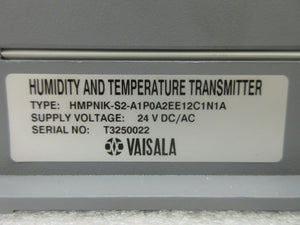 HUMIDITY AND TEMPERATURE TRANSMITTER
TYPE: HMPNIK-S2-A1P0A2EE12C1N1A
SUPPLY VOLTAGE: 24 V DC/AC
SERIAL NO: T3250022
VAISALA